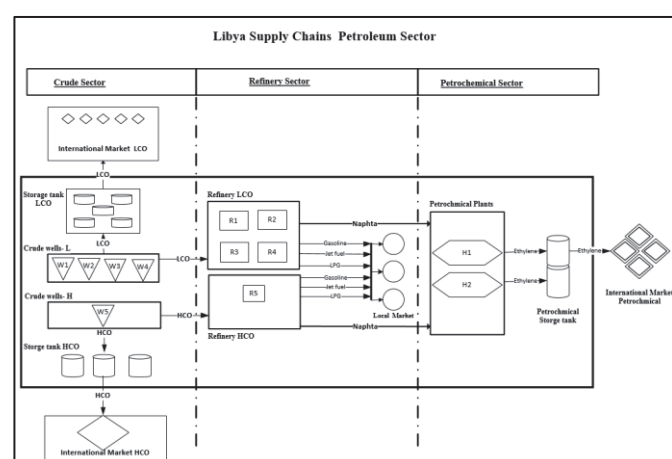 Libya Supply Chains Petroleum Sector
Crude Sector
Refinery Sector
Petrochemical Sector
International Market LCO
LCO
Storage tank
LCO
LCO
Crude wells- L
W1 W2 W3 W4
LCO
Crude wells- H
W5
HCO
HCO
Storge tank HCO
HCO
International Market HCO
Refinery LCO
R1 R2
R3 R4
Naphta
Gasoline
Jet fuel
LPG
Gasoline
Jet fuel
LPG
R5
Local Market
Refinery HCO
Naphta
Petrchmical Plants
H1
H2
Ethylene
Ethylene
Petrchmical
Storge tank
Ethylene
International Market
Petrchmical